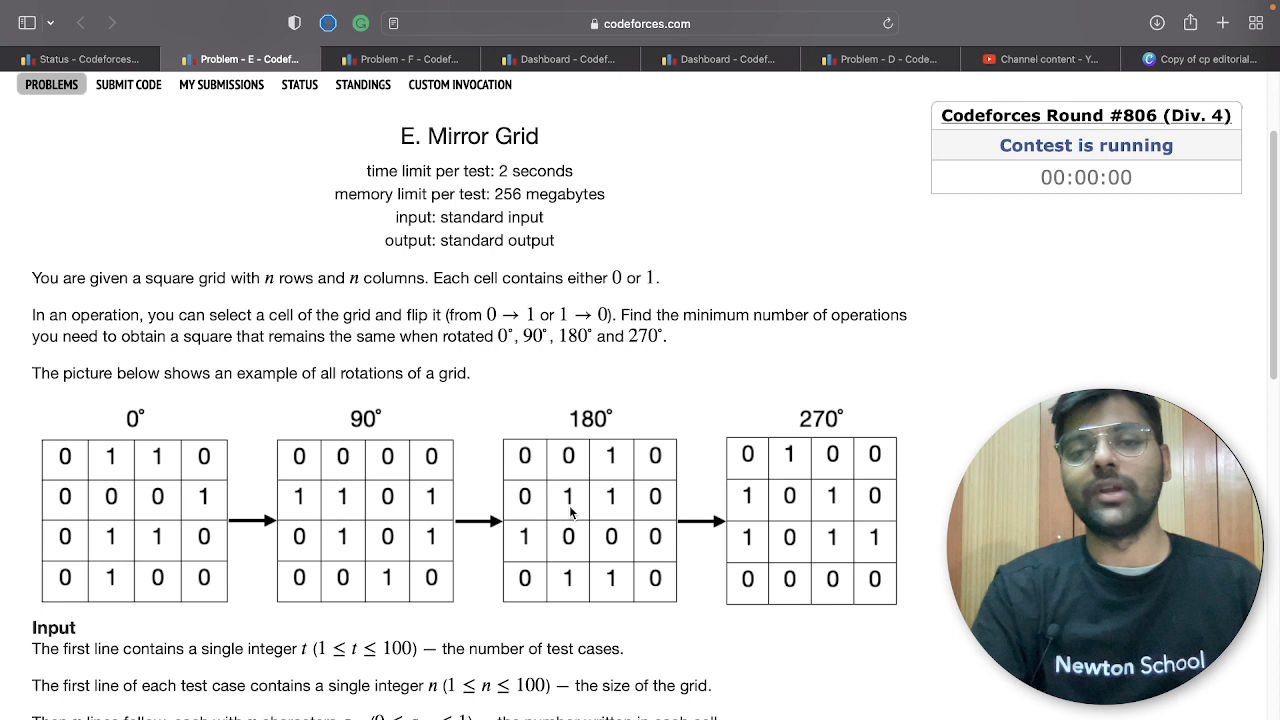 codeforces.com
Status - Codeforces...
Problem - E - Codef...
Problem - F - Codef...
Dashboard - Codef...
Dashboard - Codef...
Problem - D - Code...
Channel content - Y...
Copy of cp editorial...
PROBLEMS SUBMIT CODE MY SUBMISSIONS STATUS STANDINGS CUSTOM INVOCATION
Codeforces Round #806 (Div. 4)
Contest is running
00:00:00
E. Mirror Grid
time limit per test: 2 seconds
memory limit per test: 256 megabytes
input: standard input
output: standard output
You are given a square grid with n rows and n columns. Each cell contains either 0 or 1.
In an operation, you can select a cell of the grid and flip it (from 0 → 1 or 1 → 0). Find the minimum number of operations
you need to obtain a square that remains the same when rotated 0°, 90°, 180° and 270°.
The picture below shows an example of all rotations of a grid.
0° 90° 180° 270°
0 1 1 0 0 0 0 0 0 0 1 0 0 1 0 0
0 0 0 1 1 1 0 1 0 1 1 0 1 0 1 0
0 1 1 0 0 1 0 1 1 0 0 0 1 0 1 1
0 1 0 0 0 0 1 0 0 1 1 0 0 0 0 0
Input
The first line contains a single integer t (1 ≤ t ≤ 100) — the number of test cases.
The first line of each test case contains a single integer n (1 ≤ n ≤ 100) — the size of the grid.
Newton School